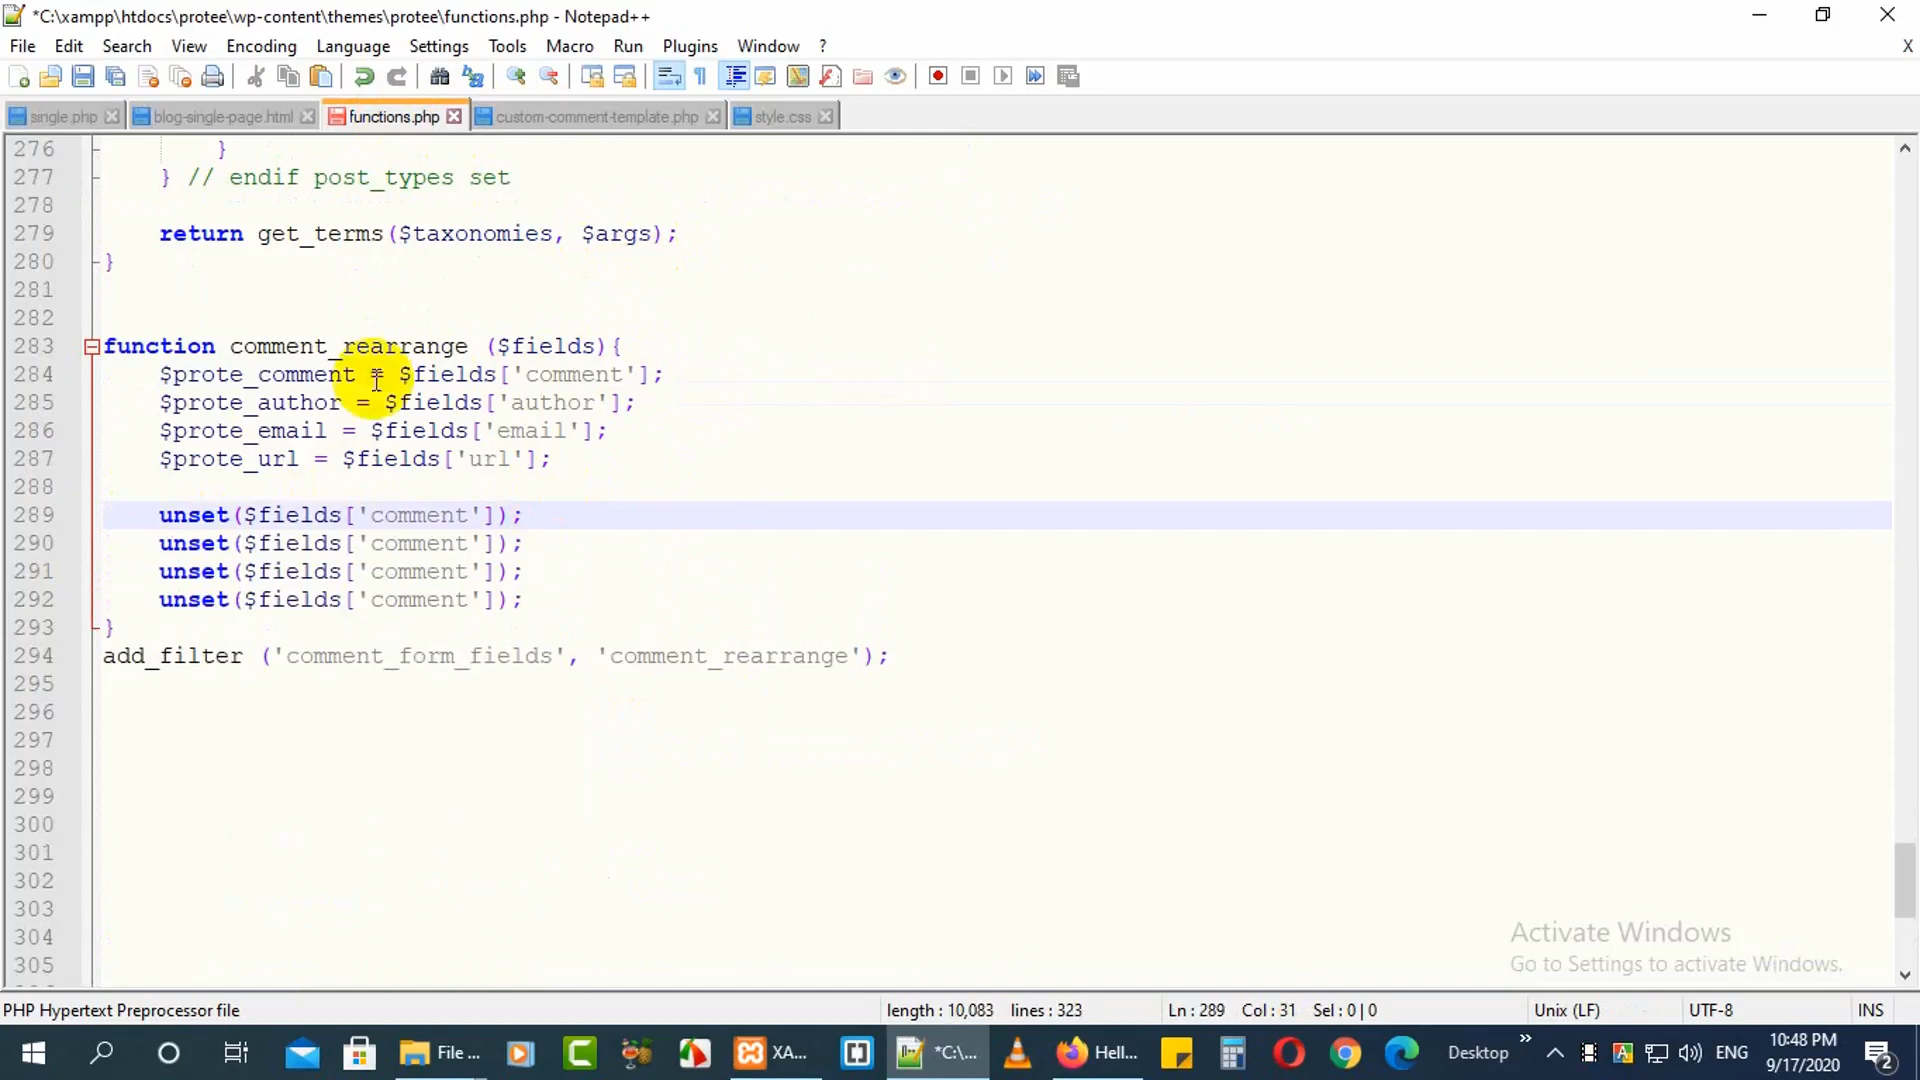 *C:\xampp\htdocs\protee\wp-content\themes\protee\functions.php - Notepad++
File Edit Search View Encoding Language Settings Tools Macro Run Plugins Window ? X
single.php blog-single-page.html functions.php custom-comment-template.php style.css
276 }
277 } // endif post_types set
278
279 return get_terms($taxonomies, $args);
280 }
281
282
283 function comment_rearrange ($fields){
284 $prote_comment = $fields['comment'];
285 $prote_author = $fields['author'];
286 $prote_email = $fields['email'];
287 $prote_url = $fields['url'];
288
289 unset($fields['comment']);
290 unset($fields['comment']);
291 unset($fields['comment']);
292 unset($fields['comment']);
293 }
294 add_filter ('comment_form_fields', 'comment_rearrange');
295
296
297
298
299
300
301
302
303
304
305
Activate Windows
Go to Settings to activate Windows.
PHP Hypertext Preprocessor file length : 10,083 lines : 323 Ln : 289 Col : 31 Sel : 0 | 0 Unix (LF) UTF-8 INS
File ... XA... *C:\... Hell... Desktop ENG 10:48 PM
9/17/2020 2